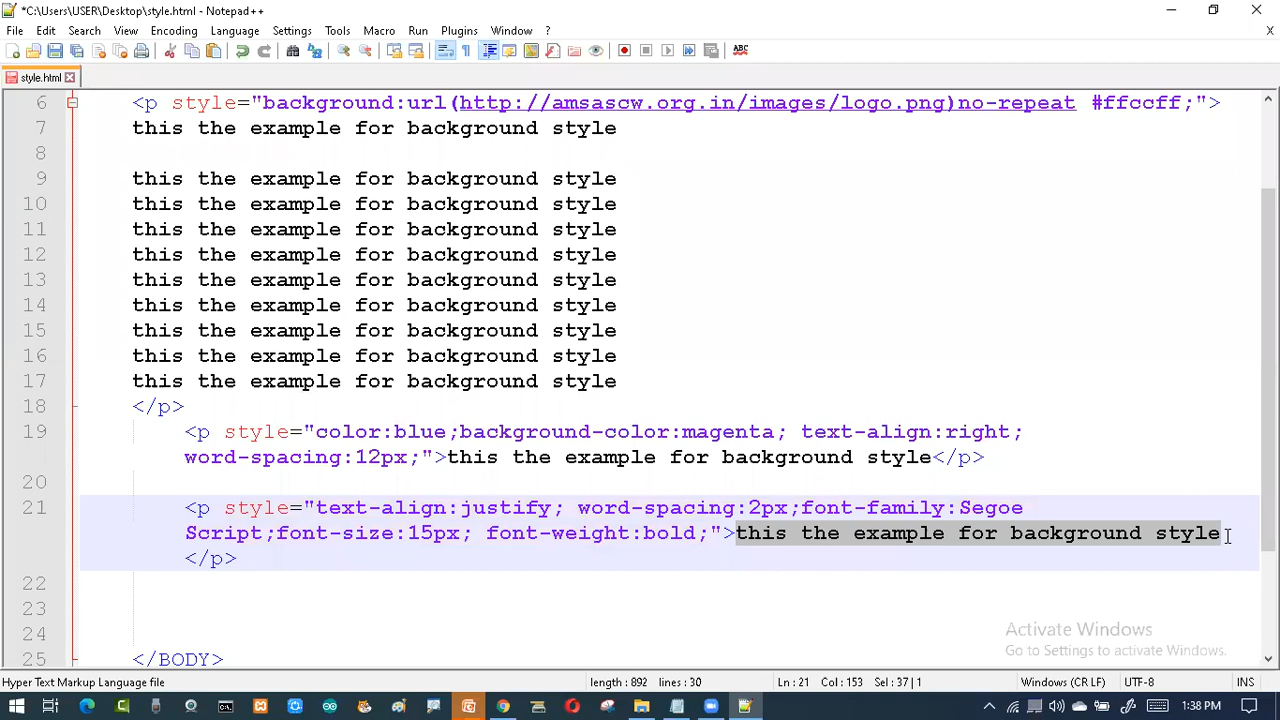 *C:\Users\USER\Desktop\style.html - Notepad++
File Edit Search View Encoding Language Settings Tools Macro Run Plugins Window ?
X
ABC
style.html
6 <p style="background:url(http://amsascw.org.in/images/logo.png)no-repeat #ffccff;">
7 this the example for background style
8
9 this the example for background style
10 this the example for background style
11 this the example for background style
12 this the example for background style
13 this the example for background style
14 this the example for background style
15 this the example for background style
16 this the example for background style
17 this the example for background style
18 </p>
19 <p style="color:blue;background-color:magenta; text-align:right;
word-spacing:12px;">this the example for background style</p>
20
21 <p style="text-align:justify; word-spacing:2px;font-family:Segoe
Script;font-size:15px; font-weight:bold;">this the example for background style
</p>
22
23
24
25 </BODY>
Activate Windows
Go to Settings to activate Windows.
Hyper Text Markup Language file length : 892 lines : 30 Ln : 21 Col : 153 Sel : 37 | 1 Windows (CR LF) UTF-8 INS
1:38 PM